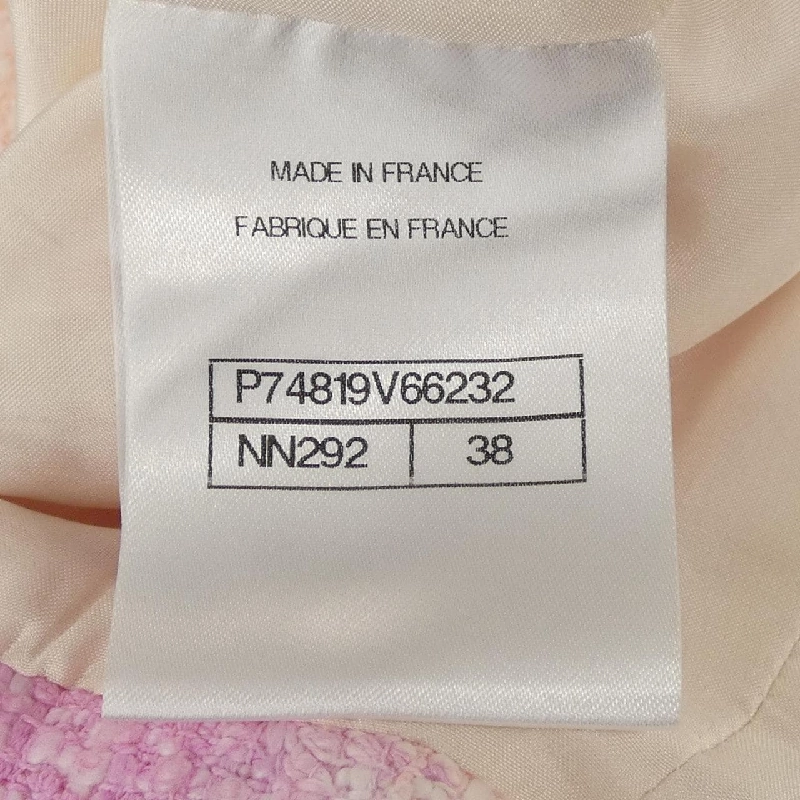 MADE IN FRANCE
FABRIQUE EN FRANCE
P74819V66232
NN292 38